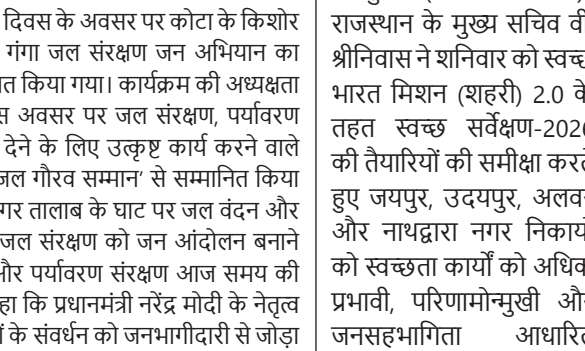 दिवस के अवसर पर कोटा के किशोर
गंगा जल संरक्षण जन अभियान का
किया गया। कार्यक्रम की अध्यक्षता
अवसर पर जल संरक्षण, पर्यावरण
देने के लिए उत्कृष्ट कार्य करने वाले
जल गौरव सम्मान’ से सम्मानित किया
तालाब के घाट पर जल वंदन और
जल संरक्षण को जन आंदोलन बनाने
और पर्यावरण संरक्षण आज समय की
कि प्रधानमंत्री नरेंद्र मोदी के नेतृत्व
के संवर्धन को जनभागीदारी से जोड़ा
राजस्थान के मुख्य सचिव वी
श्रीनिवास ने शनिवार को स्वच्छ
भारत मिशन (शहरी) 2.0 के
तहत स्वच्छ सर्वेक्षण-2026
की तैयारियों की समीक्षा करते
हुए जयपुर, उदयपुर, अलवर
और नाथद्वारा नगर निकायों
को स्वच्छता कार्यों को अधिक
प्रभावी, परिणामोन्मुखी और
जनसहभागिता आधारित